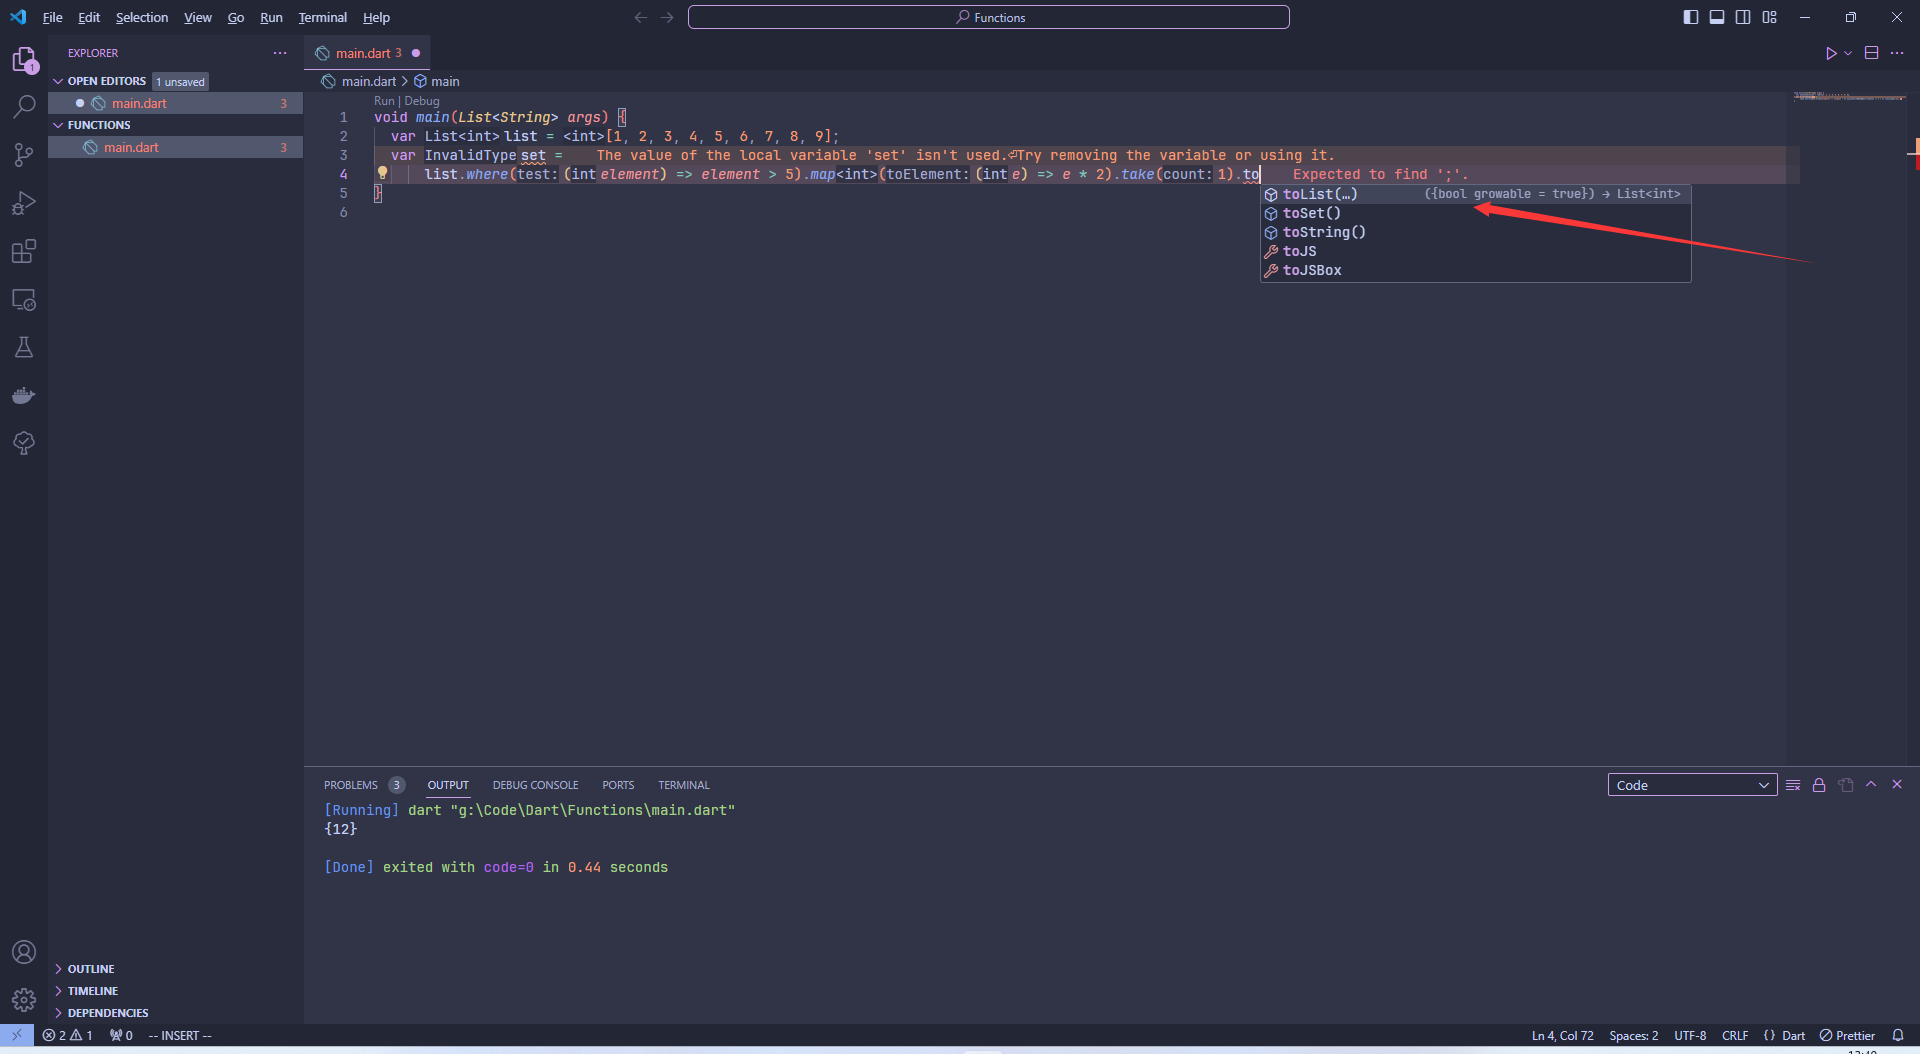 File Edit Selection View Go Run Terminal Help
Functions
EXPLORER
main.dart 3
OPEN EDITORS 1 unsaved
main.dart > main
main.dart 3
FUNCTIONS
main.dart 3
Run | Debug
1 void main(List<String> args) {
2 var List<int> list = <int>[1, 2, 3, 4, 5, 6, 7, 8, 9];
3 var InvalidType set = The value of the local variable 'set' isn't used.⏎Try removing the variable or using it.
4 list.where(test: (int element) => element > 5).map<int>(toElement: (int e) => e * 2).take(count: 1).to Expected to find ';'.
5 }
6
toList(…) ({bool growable = true}) → List<int>
toSet()
toString()
toJS
toJSBox
PROBLEMS 3 OUTPUT DEBUG CONSOLE PORTS TERMINAL
Code
[Running] dart "g:\Code\Dart\Functions\main.dart"
{12}
[Done] exited with code=0 in 0.44 seconds
1
OUTLINE
TIMELINE
DEPENDENCIES
2 1 0 -- INSERT --
Ln 4, Col 72 Spaces: 2 UTF-8 CRLF { } Dart Prettier